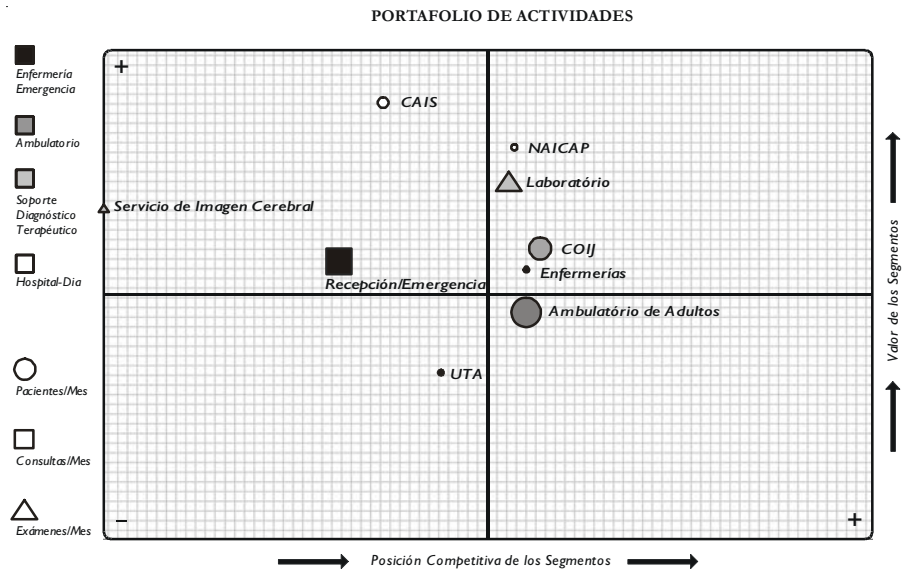 PORTAFOLIO DE ACTIVIDADES
Enfermería
Emergencia
Ambulatorio
Soporte
Diagnóstico
Terapéutico
Hospital-Dia
Pacientes/Mes
Consultas/Mes
Exámenes/Mes
+
CAIS
NAICAP
Laboratório
Servicio de Imagen Cerebral
COIJ
Enfermerías
Recepción/Emergencia
Ambulatório de Adultos
UTA
–
+
Valor de los Segmentos
Posición Competitiva de los Segmentos